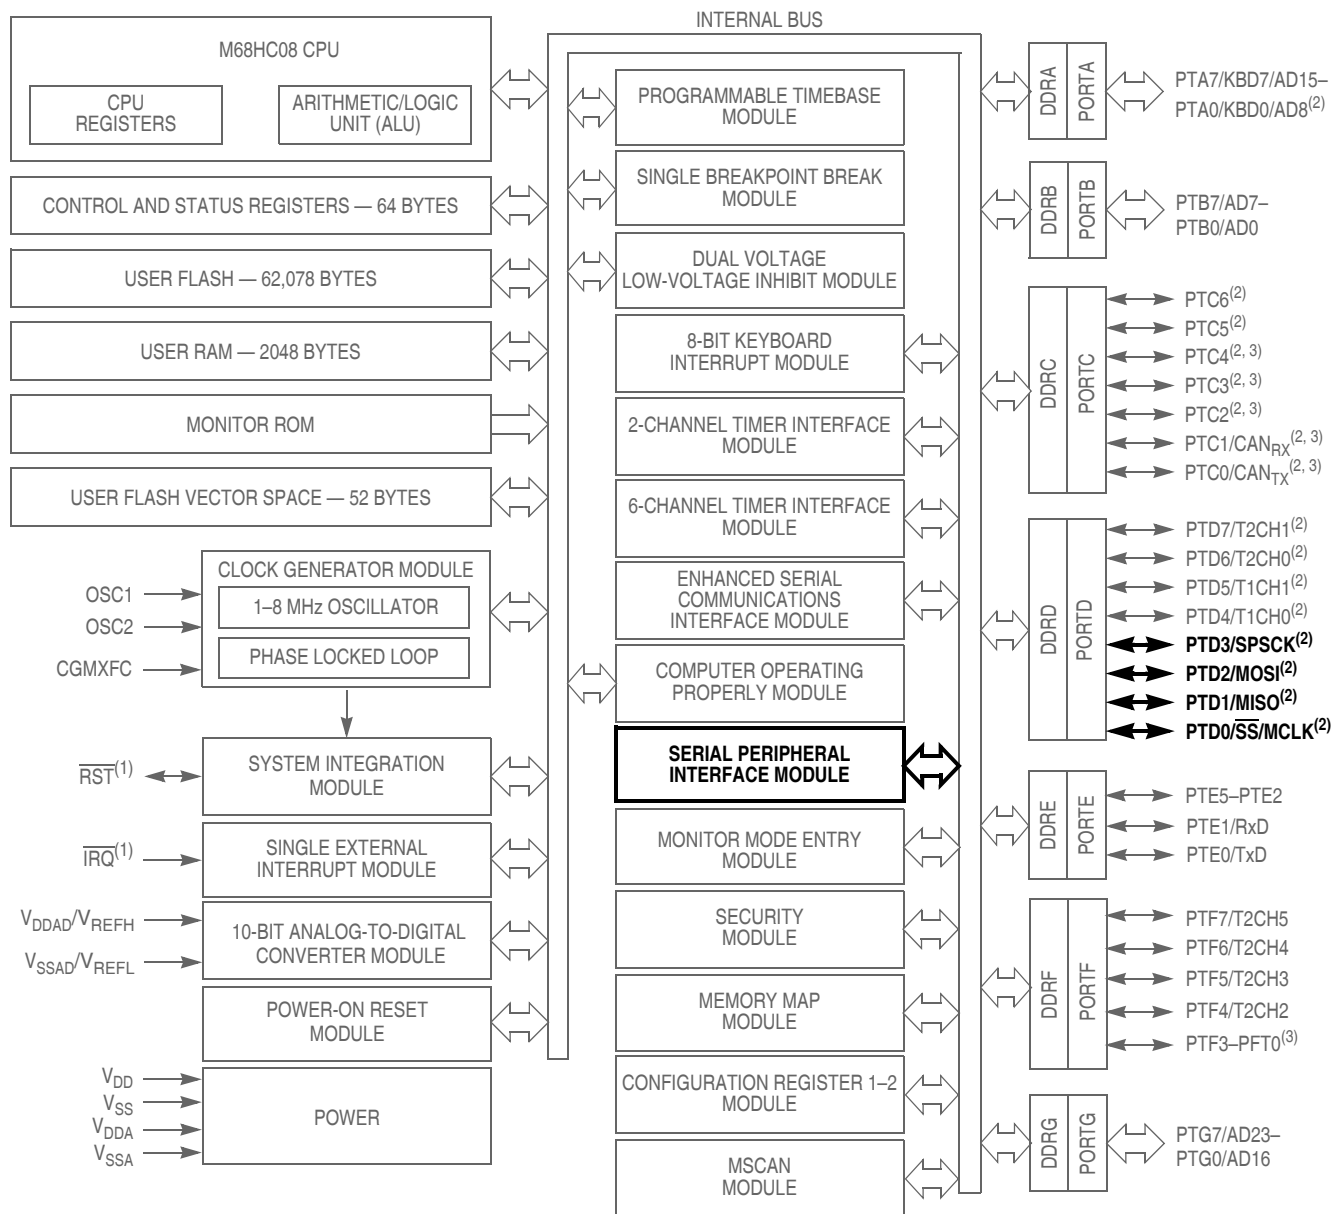 INTERNAL BUS
M68HC08 CPU
CPU
REGISTERS
ARITHMETIC/LOGIC
UNIT (ALU)
CONTROL AND STATUS REGISTERS — 64 BYTES
USER FLASH — 62,078 BYTES
USER RAM — 2048 BYTES
MONITOR ROM
USER FLASH VECTOR SPACE — 52 BYTES
OSC1
OSC2
CGMXFC
CLOCK GENERATOR MODULE
1–8 MHz OSCILLATOR
PHASE LOCKED LOOP
RST(1)
SYSTEM INTEGRATION
MODULE
IRQ(1)
SINGLE EXTERNAL
INTERRUPT MODULE
VDDAD/VREFH
VSSAD/VREFL
10-BIT ANALOG-TO-DIGITAL
CONVERTER MODULE
POWER-ON RESET
MODULE
VDD
VSS
VDDA
VSSA
POWER
PROGRAMMABLE TIMEBASE
MODULE
SINGLE BREAKPOINT BREAK
MODULE
DUAL VOLTAGE
LOW-VOLTAGE INHIBIT MODULE
8-BIT KEYBOARD
INTERRUPT MODULE
2-CHANNEL TIMER INTERFACE
MODULE
6-CHANNEL TIMER INTERFACE
MODULE
ENHANCED SERIAL
COMMUNICATIONS
INTERFACE MODULE
COMPUTER OPERATING
PROPERLY MODULE
SERIAL PERIPHERAL
INTERFACE MODULE
MONITOR MODE ENTRY
MODULE
SECURITY
MODULE
MEMORY MAP
MODULE
CONFIGURATION REGISTER 1–2
MODULE
MSCAN
MODULE
DDRA
PORTA
PTA7/KBD7/AD15–
PTA0/KBD0/AD8(2)
DDRB
PORTB
PTB7/AD7–
PTB0/AD0
DDRC
PORTC
PTC6(2)
PTC5(2)
PTC4(2, 3)
PTC3(2, 3)
PTC2(2, 3)
PTC1/CANRX(2, 3)
PTC0/CANTX(2, 3)
DDRD
PORTD
PTD7/T2CH1(2)
PTD6/T2CH0(2)
PTD5/T1CH1(2)
PTD4/T1CH0(2)
PTD3/SPSCK(2)
PTD2/MOSI(2)
PTD1/MISO(2)
PTD0/SS/MCLK(2)
DDRE
PORTE
PTE5–PTE2
PTE1/RxD
PTE0/TxD
DDRF
PORTF
PTF7/T2CH5
PTF6/T2CH4
PTF5/T2CH3
PTF4/T2CH2
PTF3–PFT0(3)
DDRG
PORTG
PTG7/AD23–
PTG0/AD16